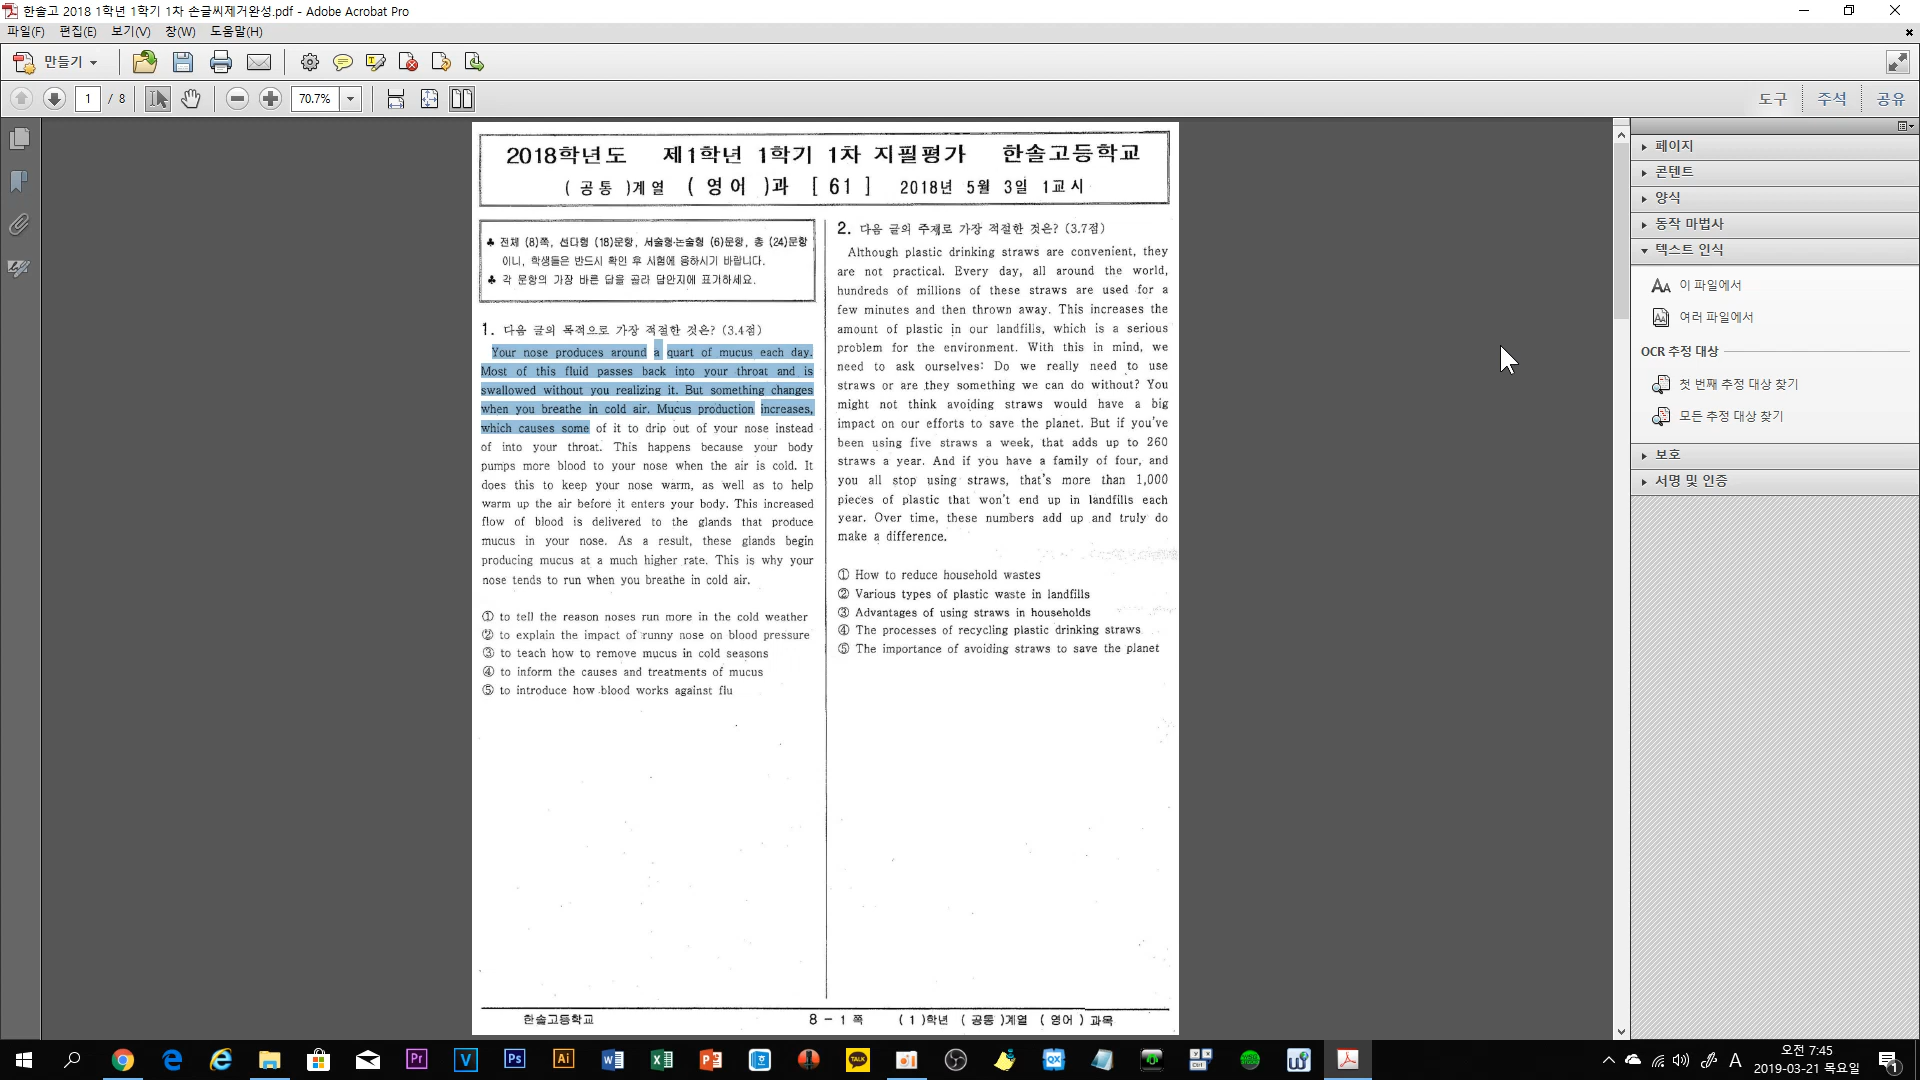 한솔고 2018 1학년 1학기 1차 손글씨제거완성.pdf - Adobe Acrobat Pro
파일(F) 편집(E) 보기(V) 창(W) 도움말(H)
만들기
1 / 8 70.7% 도구 주석 공유
2018학년도 제1학년 1학기 1차 지필평가 한솔고등학교
( 공통 )계열 ( 영어 )과 [ 61 ] 2018년 5월 3일 1교시
♣ 전체 (8)쪽, 선다형 (18)문항, 서술형·논술형 (6)문항, 총 (24)문항
이니, 학생들은 반드시 확인 후 시험에 응하시기 바랍니다.
♣ 각 문항의 가장 바른 답을 골라 답안지에 표기하세요.
1. 다음 글의 목적으로 가장 적절한 것은? (3.4점)
Your nose produces around a quart of mucus each day.
Most of this fluid passes back into your throat and is
swallowed without you realizing it. But something changes
when you breathe in cold air. Mucus production increases,
which causes some of it to drip out of your nose instead
of into your throat. This happens because your body
pumps more blood to your nose when the air is cold. It
does this to keep your nose warm, as well as to help
warm up the air before it enters your body. This increased
flow of blood is delivered to the glands that produce
mucus in your nose. As a result, these glands begin
producing mucus at a much higher rate. This is why your
nose tends to run when you breathe in cold air.
① to tell the reason noses run more in the cold weather
② to explain the impact of runny nose on blood pressure
③ to teach how to remove mucus in cold seasons
④ to inform the causes and treatments of mucus
⑤ to introduce how blood works against flu
2. 다음 글의 주제로 가장 적절한 것은? (3.7점)
Although plastic drinking straws are convenient, they
are not practical. Every day, all around the world,
hundreds of millions of these straws are used for a
few minutes and then thrown away. This increases the
amount of plastic in our landfills, which is a serious
problem for the environment. With this in mind, we
need to ask ourselves: Do we really need to use
straws or are they something we can do without? You
might not think avoiding straws would have a big
impact on our efforts to save the planet. But if you've
been using five straws a week, that adds up to 260
straws a year. And if you have a family of four, and
you all stop using straws, that's more than 1,000
pieces of plastic that won't end up in landfills each
year. Over time, these numbers add up and truly do
make a difference.
① How to reduce household wastes
② Various types of plastic waste in landfills
③ Advantages of using straws in households
④ The processes of recycling plastic drinking straws
⑤ The importance of avoiding straws to save the planet
한솔고등학교 8 - 1 쪽 ( 1 )학년 ( 공통 )계열 ( 영어 ) 과목
페이지
콘텐트
양식
동작 마법사
텍스트 인식
이 파일에서
여러 파일에서
OCR 추정 대상
첫 번째 추정 대상 찾기
모든 추정 대상 찾기
보호
서명 및 인증
Pr V Ps Ai TALK QX Ctrl A
오전 7:45
2019-03-21 목요일
1